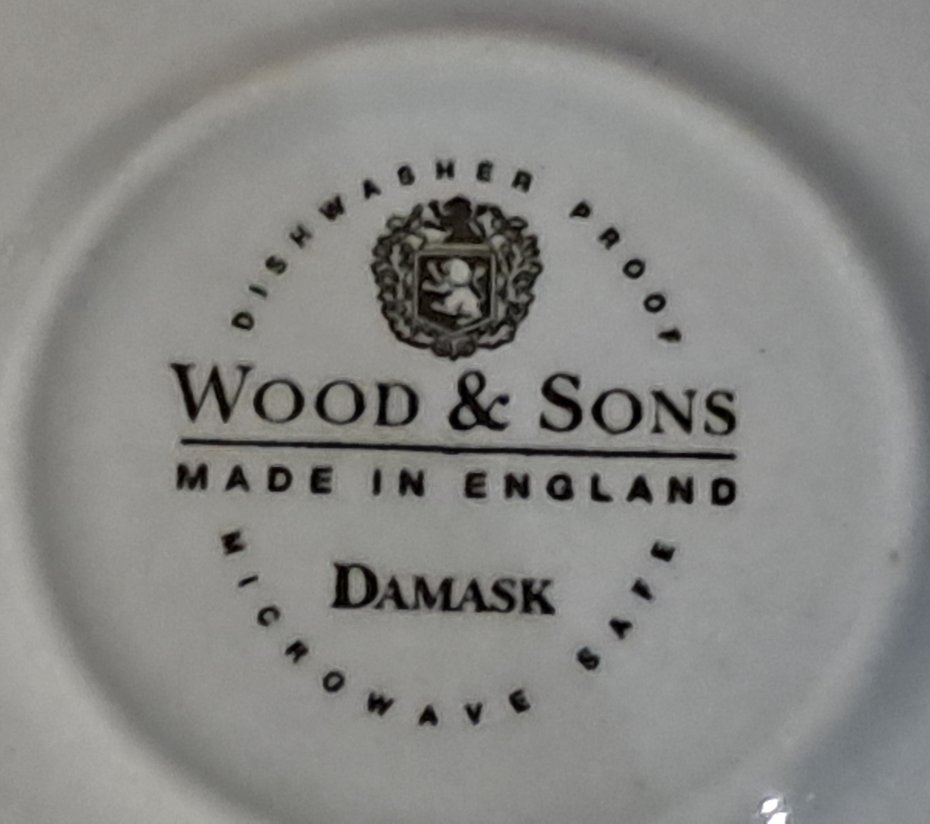 DISHWASHER PROOF
WOOD & SONS
MADE IN ENGLAND
DAMASK
MICROWAVE SAFE